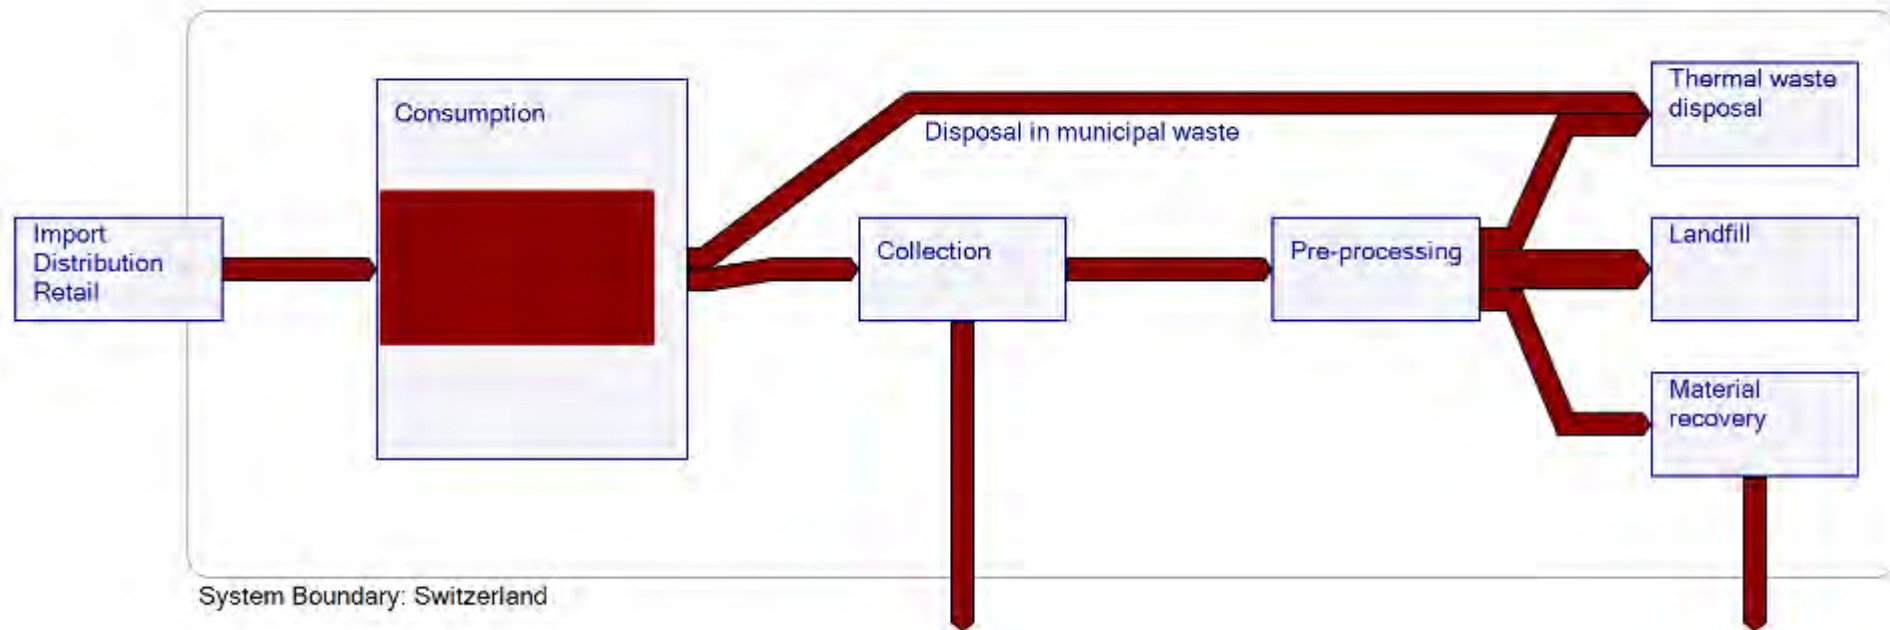 Import
Distribution
Retail
Consumption
Disposal in municipal waste
Collection
Pre-processing
Thermal waste
disposal
Landfill
Material
recovery
System Boundary: Switzerland